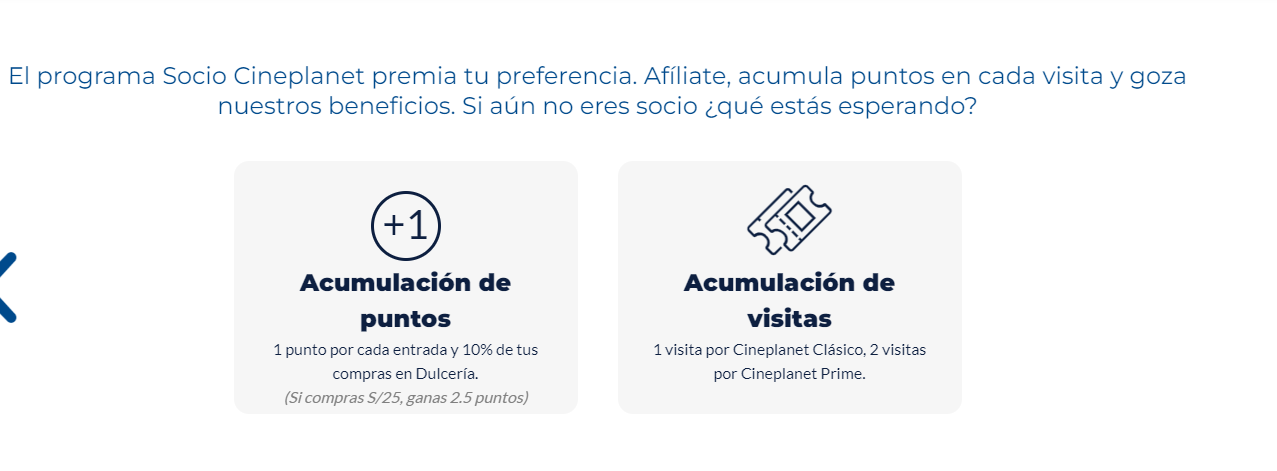 El programa Socio Cineplanet premia tu preferencia. Afíliate, acumula puntos en cada visita y goza
nuestros beneficios. Si aún no eres socio ¿qué estás esperando?
+1
Acumulación de
puntos
1 punto por cada entrada y 10% de tus
compras en Dulcería.
(Si compras S/25, ganas 2.5 puntos)
Acumulación de
visitas
1 visita por Cineplanet Clásico, 2 visitas
por Cineplanet Prime.